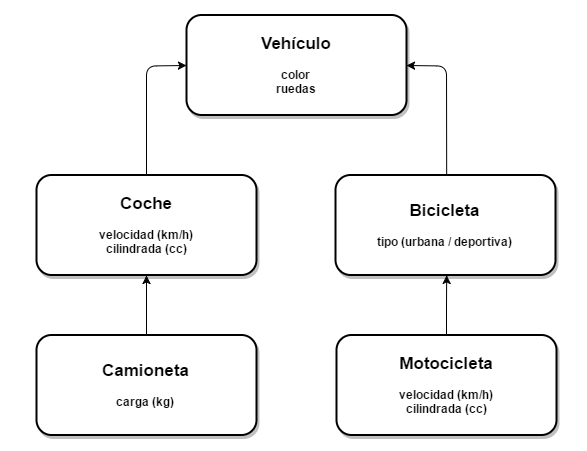 Vehículo
color
ruedas
Coche
velocidad (km/h)
cilindrada (cc)
Bicicleta
tipo (urbana / deportiva)
Camioneta
carga (kg)
Motocicleta
velocidad (km/h)
cilindrada (cc)